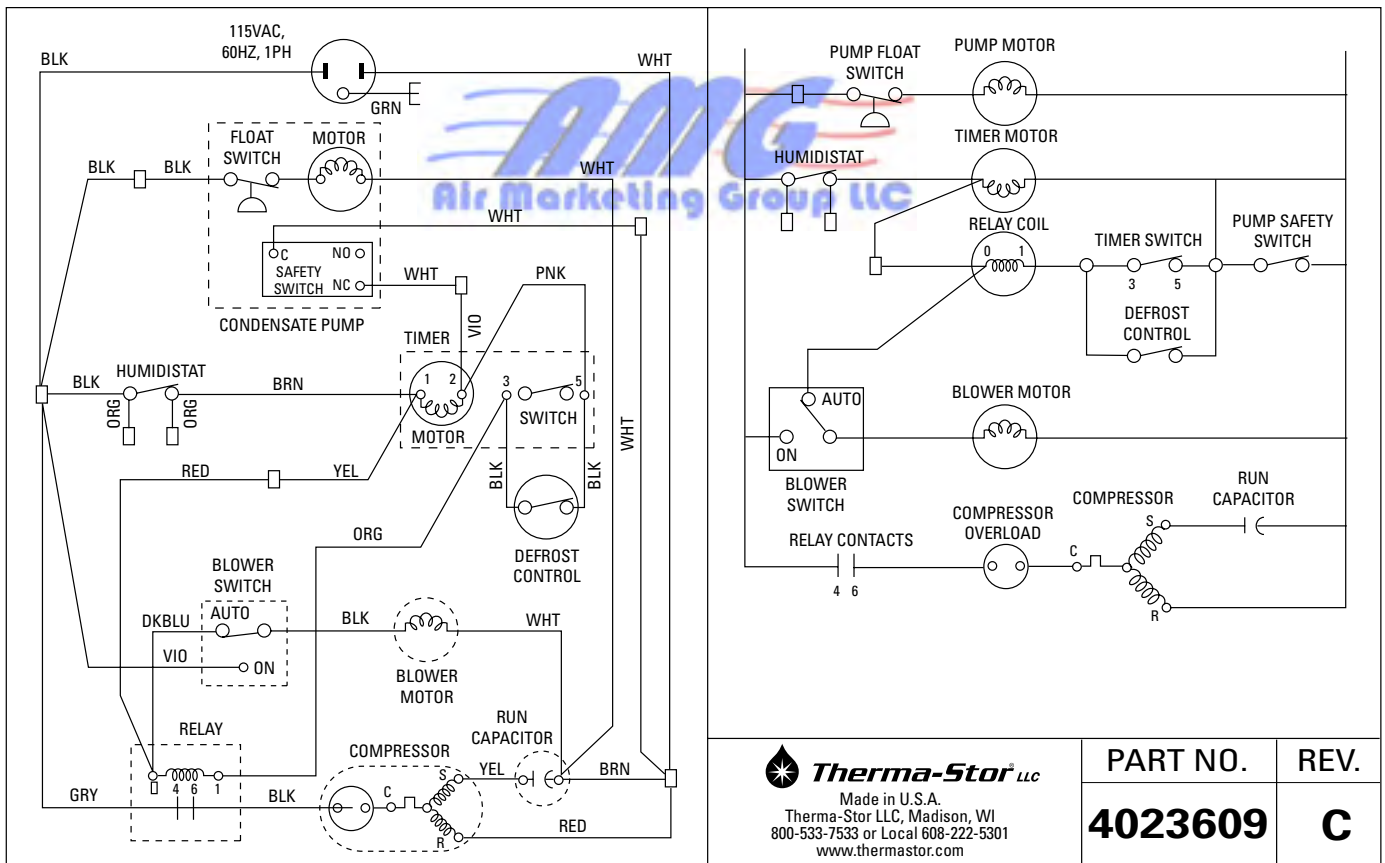 115VAC,
60HZ, 1PH
BLK
WHT
GRN
FLOAT
SWITCH
MOTOR
BLK
BLK
WHT
WHT
C
NO
SAFETY
SWITCH
NC
WHT
PNK
CONDENSATE PUMP
VIO
TIMER
HUMIDISTAT
BLK
BRN
1
2
3
5
ORG
ORG
SWITCH
MOTOR
WHT
RED
YEL
BLK
BLK
ORG
DEFROST
CONTROL
BLOWER
SWITCH
AUTO
DKBLU
BLK
WHT
VIO
ON
BLOWER
MOTOR
RELAY
RUN
CAPACITOR
COMPRESSOR
0
4 6
1
S
YEL
BRN
C
GRY
BLK
R
RED
PUMP FLOAT
SWITCH
PUMP MOTOR
TIMER MOTOR
HUMIDISTAT
RELAY COIL
0 1
TIMER SWITCH
PUMP SAFETY
SWITCH
3 5
DEFROST
CONTROL
AUTO
BLOWER MOTOR
ON
BLOWER
SWITCH
RUN
CAPACITOR
COMPRESSOR
COMPRESSOR
OVERLOAD
S
RELAY CONTACTS
C
4 6
R
AMG
Air Marketing Group LLC
Therma-Stor LLC
Made in U.S.A.
Therma-Stor LLC, Madison, WI
800-533-7533 or Local 608-222-5301
www.thermastor.com
PART NO.
4023609
REV.
C